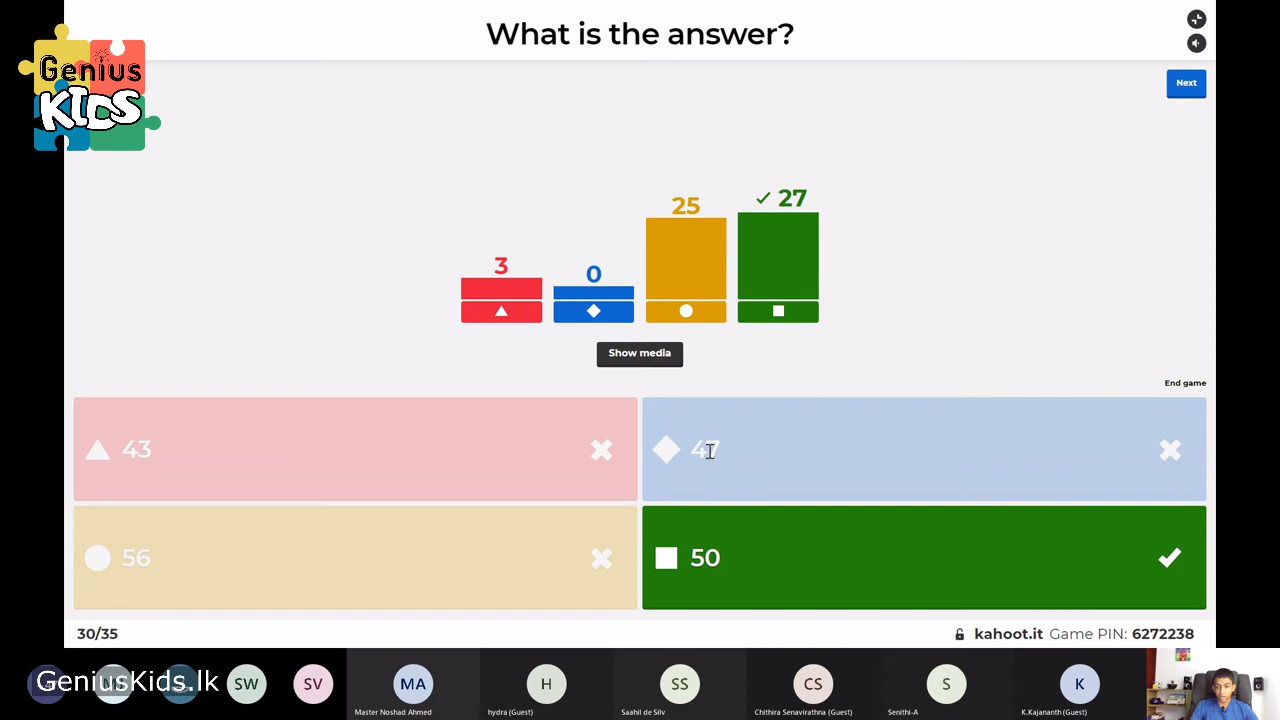 What is the answer?
Genius
KIDS
Next
3
0
25
27
Show media
End game
43
47
56
50
30/35
kahoot.it Game PIN: 6272238
GeniusKids.lk
SW
SV
MA
H
SS
CS
S
K
Master Noshad Ahmed
hydra (Guest)
Saahil de Silv
Chithira Senavirathna (Guest)
Senithi-A
K.Kajananth (Guest)